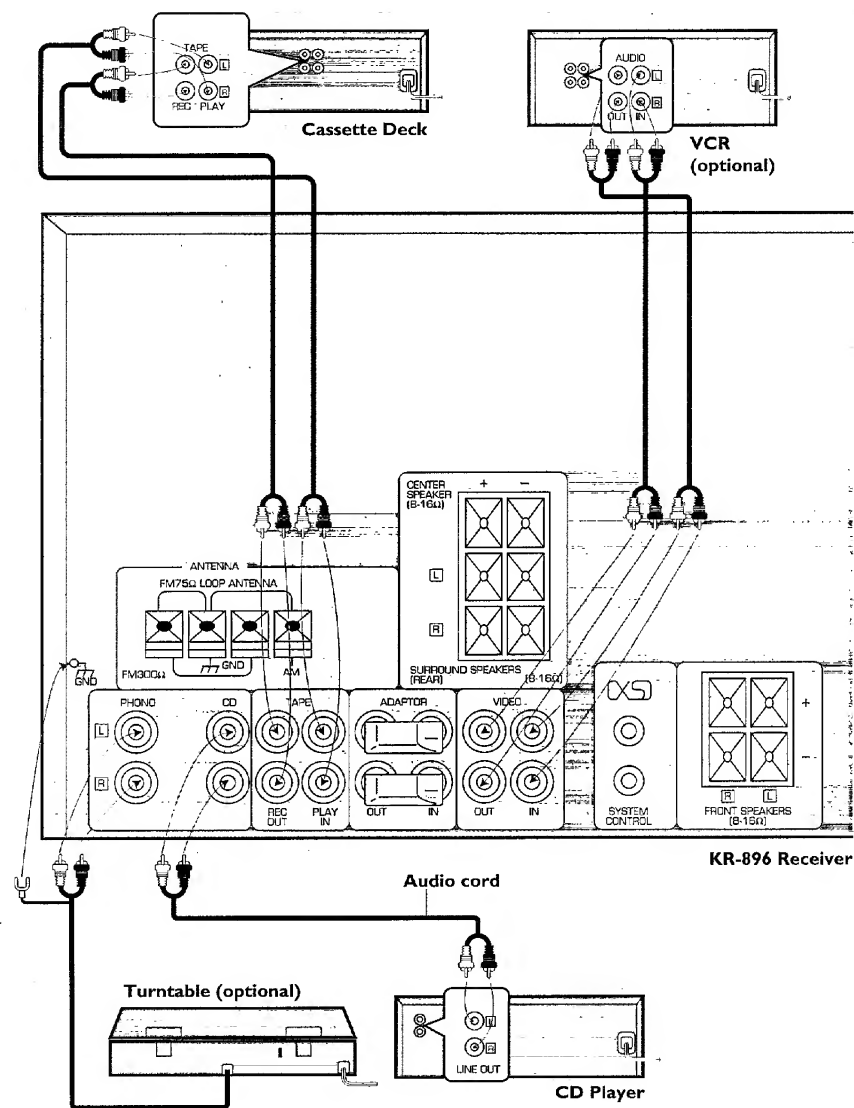 TAPE
L
R
REC PLAY
Cassette Deck
AUDIO
L
R
OUT IN
VCR
(optional)
CENTER
SPEAKER
(8-16Ω)
+ −
L
R
SURROUND SPEAKERS
(REAR) (8-16Ω)
ANTENNA
FM75Ω LOOP ANTENNA
FM300Ω GND AM
GND
PHONO CD TAPE ADAPTOR VIDEO
L
R
REC
OUT
PLAY
IN
OUT IN
OUT IN
XS
SYSTEM
CONTROL
+
−
R L
FRONT SPEAKERS
(8-16Ω)
KR-896 Receiver
Audio cord
Turntable (optional)
L
R
LINE OUT
CD Player